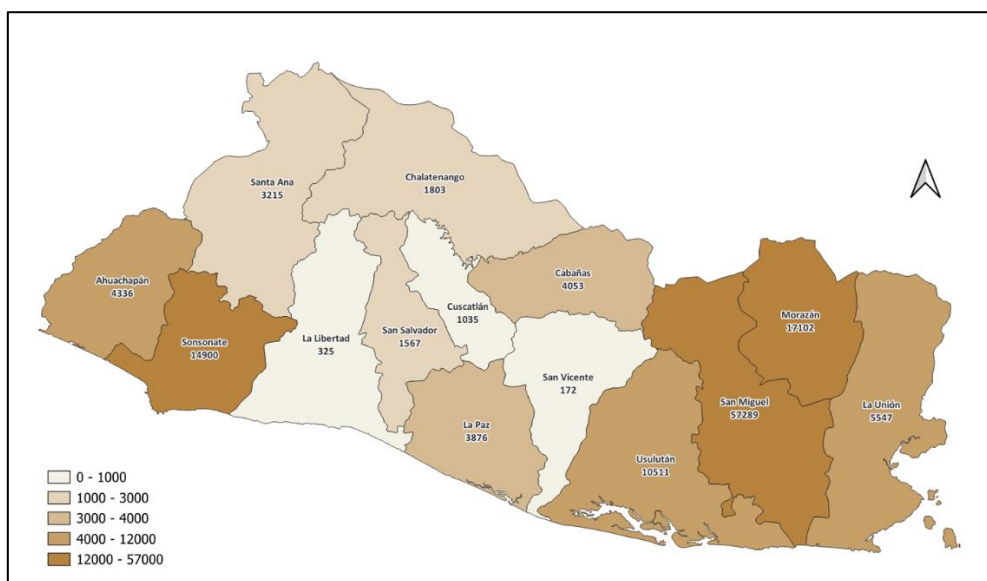 Santa Ana
3215
Chalatenango
1803
Ahuachapán
4336
Cabañas
4053
Cuscatlán
1035
Morazán
17102
Sonsonate
14900
La Libertad
325
San Salvador
1567
San Vicente
172
San Miguel
57289
La Unión
5547
La Paz
3876
Usulután
10511
0 - 1000
1000 - 3000
3000 - 4000
4000 - 12000
12000 - 57000